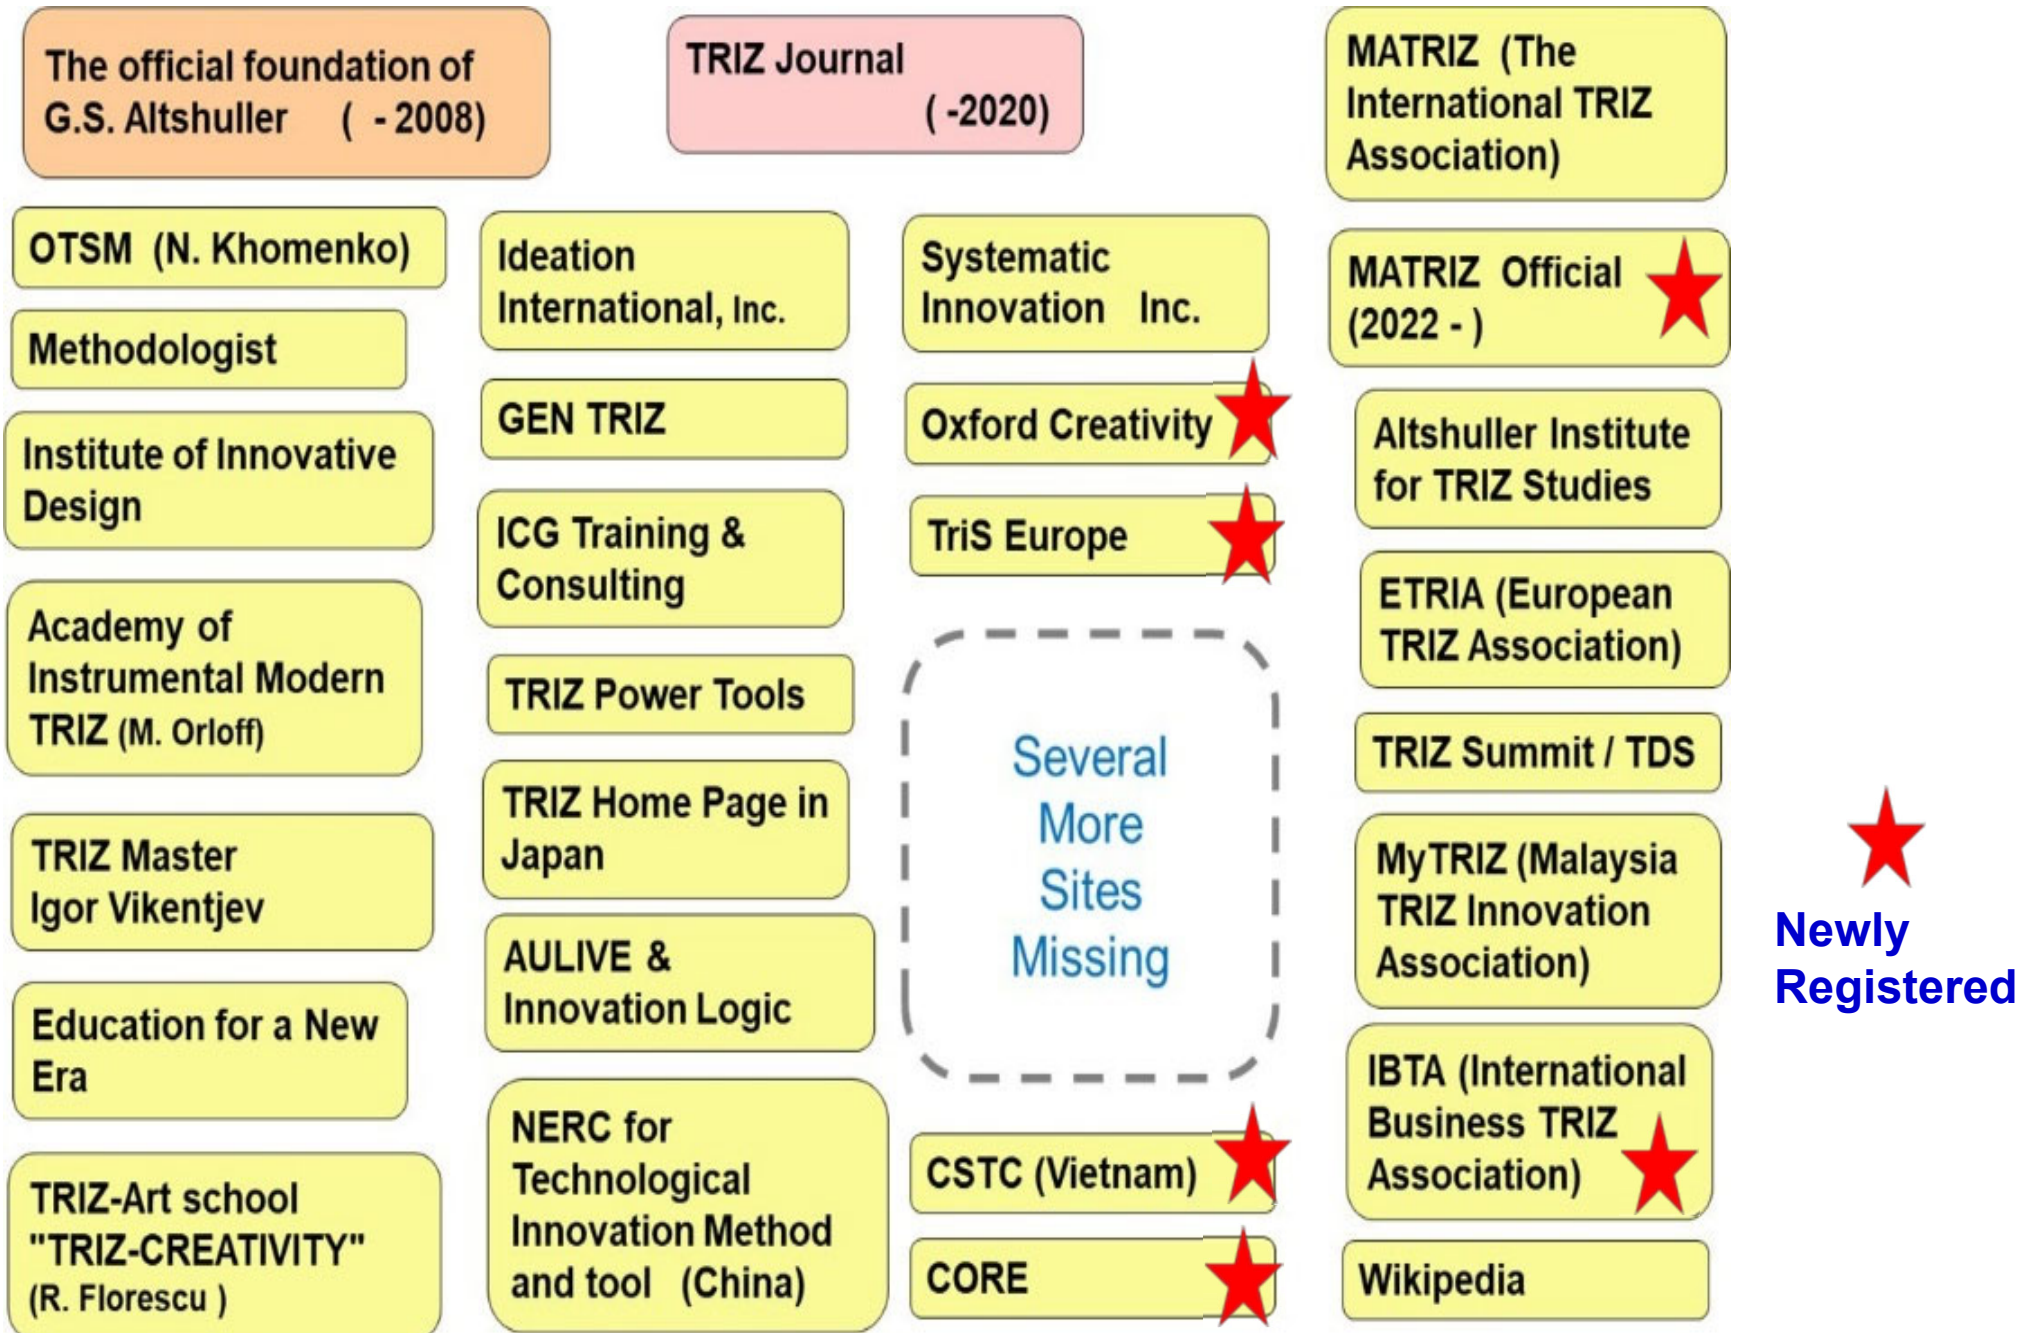 The official foundation of
G.S. Altshuller ( - 2008)
TRIZ Journal
( -2020)
MATRIZ (The
International TRIZ
Association)
OTSM (N. Khomenko)
Methodologist
Institute of Innovative
Design
Academy of
Instrumental Modern
TRIZ (M. Orloff)
TRIZ Master
Igor Vikentjev
Education for a New
Era
TRIZ-Art school
"TRIZ-CREATIVITY"
(R. Florescu )
Ideation
International, Inc.
GEN TRIZ
ICG Training &
Consulting
TRIZ Power Tools
TRIZ Home Page in
Japan
AULIVE &
Innovation Logic
NERC for
Technological
Innovation Method
and tool (China)
Systematic
Innovation Inc.
Oxford Creativity
TriS Europe
Several
More
Sites
Missing
CSTC (Vietnam)
CORE
MATRIZ Official
(2022 - )
Altshuller Institute
for TRIZ Studies
ETRIA (European
TRIZ Association)
TRIZ Summit / TDS
MyTRIZ (Malaysia
TRIZ Innovation
Association)
IBTA (International
Business TRIZ
Association)
Wikipedia
Newly
Registered